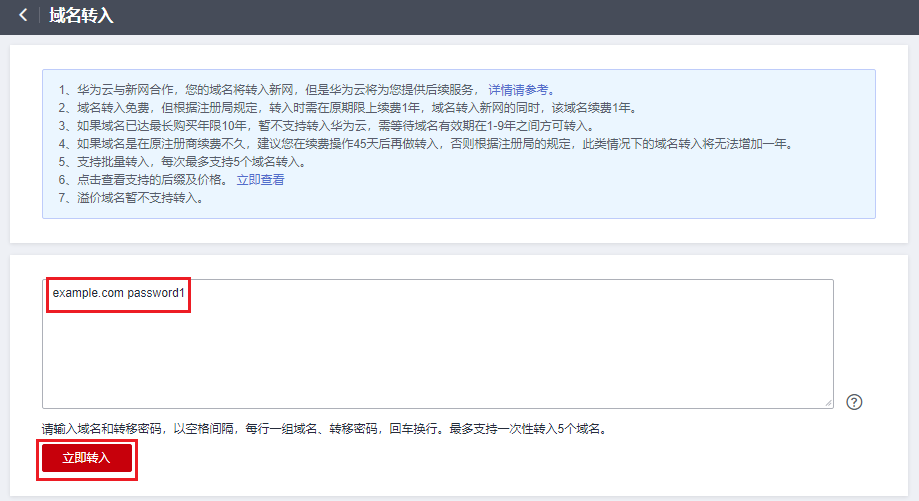 域名转入
1、华为云与新网合作，您的域名将转入新网，但是华为云将为您提供后续服务， 详情请参考。
2、域名转入免费，但根据注册局规定，转入时需在原期限上续费1年，域名转入新网的同时，该域名续费1年。
3、如果域名已达最长购买年限10年，暂不支持转入华为云，需等待域名有效期在1-9年之间方可转入。
4、如果域名是在原注册商续费不久，建议您在续费操作45天后再做转入，否则根据注册局的规定，此类情况下的域名转入将无法增加一年。
5、支持批量转入，每次最多支持5个域名转入。
6、点击查看支持的后缀及价格。 立即查看
7、溢价域名暂不支持转入。
example.com password1
请输入域名和转移密码，以空格间隔，每行一组域名、转移密码，回车换行。最多支持一次性转入5个域名。
立即转入